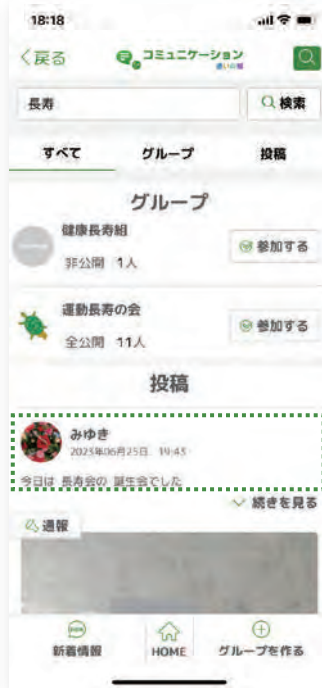 18:18
戻る
コミュニケーション
長寿
検索
すべて グループ 投稿
グループ
健康長寿組
非公開 1人
参加する
運動長寿の会
全公開 11人
参加する
投稿
みゆき
2023年06月25日 19:43
今日は 長寿会の 誕生会でした
続きを見る
通報
新着情報 HOME グループを作る